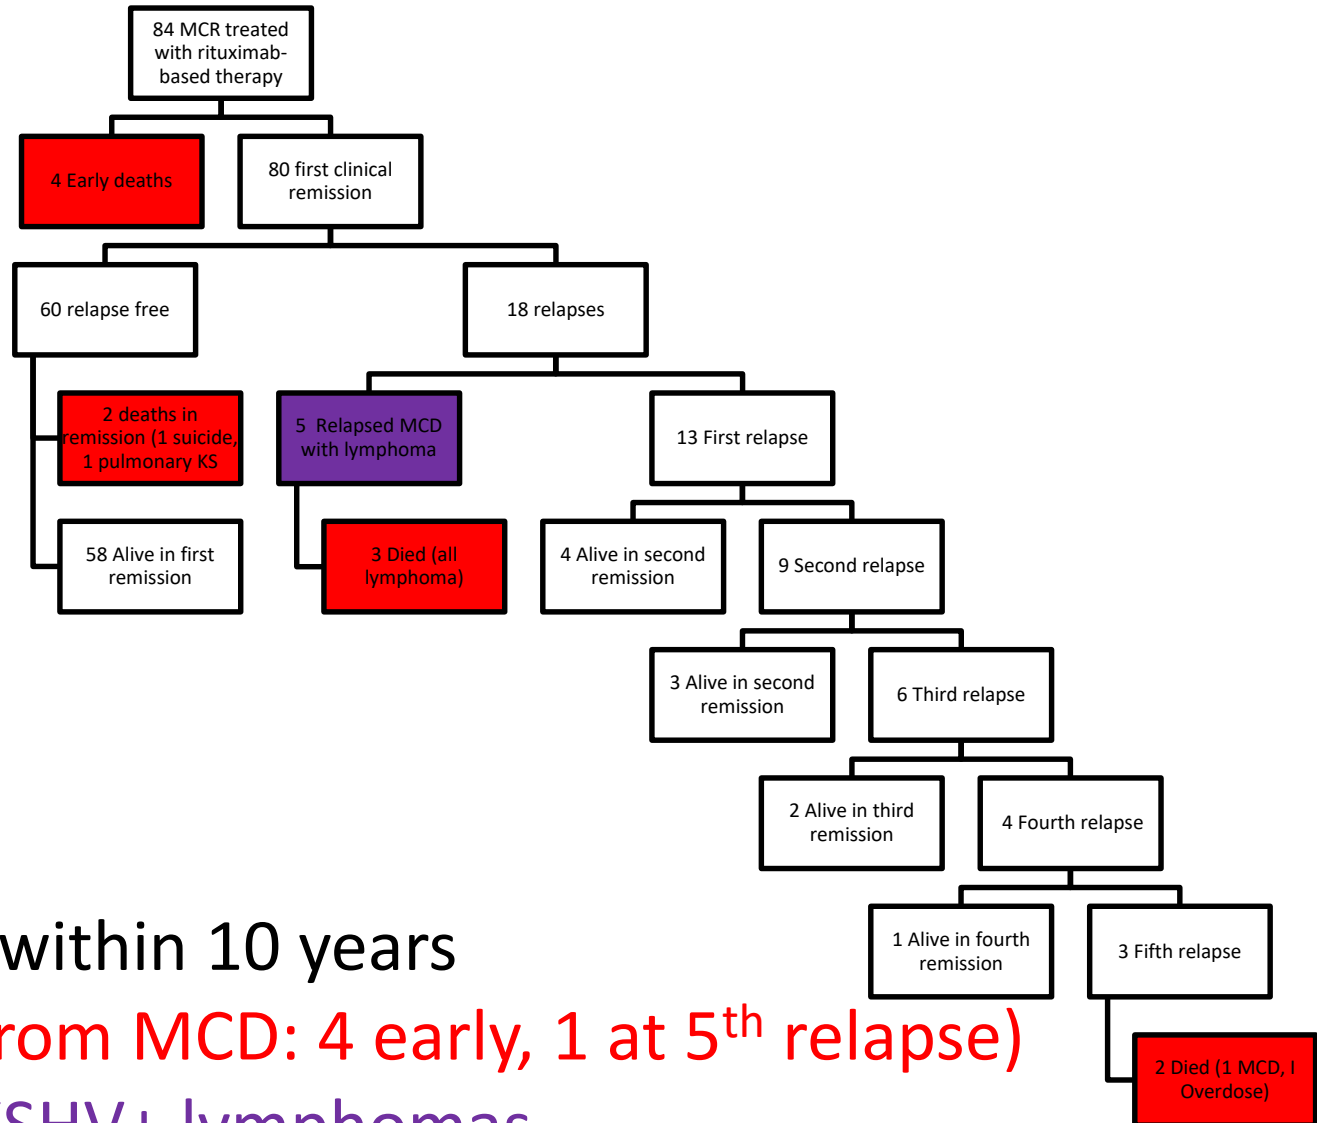 84 MCR treated
with rituximab-
based therapy
4 Early deaths
80 first clinical
remission
60 relapse free
18 relapses
2 deaths in
remission (1 suicide,
1 pulmonary KS
5 Relapsed MCD
with lymphoma
13 First relapse
58 Alive in first
remission
3 Died (all
lymphoma)
4 Alive in second
remission
9 Second relapse
3 Alive in second
remission
6 Third relapse
2 Alive in third
remission
4 Fourth relapse
1 Alive in fourth
remission
3 Fifth relapse
2 Died (1 MCD, I
Overdose)
within 10 years
rom MCD: 4 early, 1 at 5th relapse)
SHV+ lymphomas